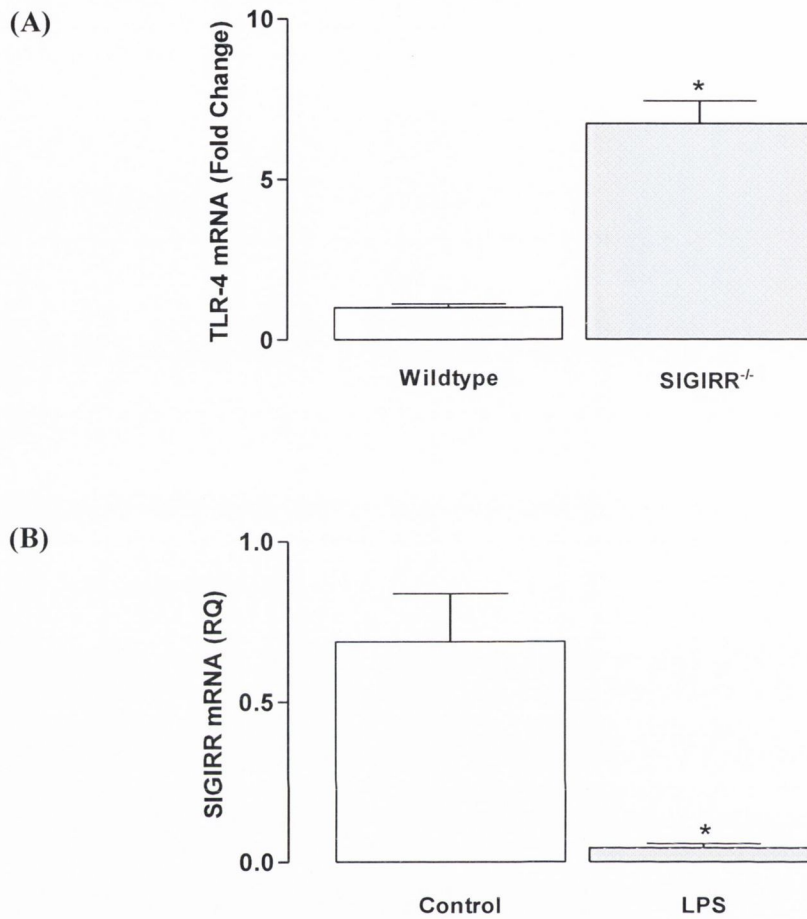 (A)
TLR-4 mRNA (Fold Change)
10
5
0
*
Wildtype
SIGIRR-/-
(B)
SIGIRR mRNA (RQ)
1.0
0.5
0.0
*
Control
LPS